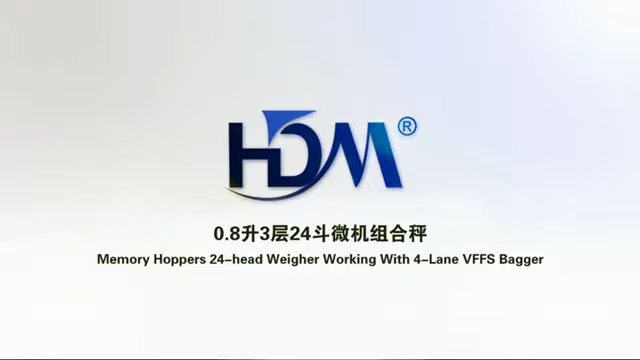 HDM®
0.8升3层24斗微机组合秤
Memory Hoppers 24-head Weigher Working With 4-Lane VFFS Bagger